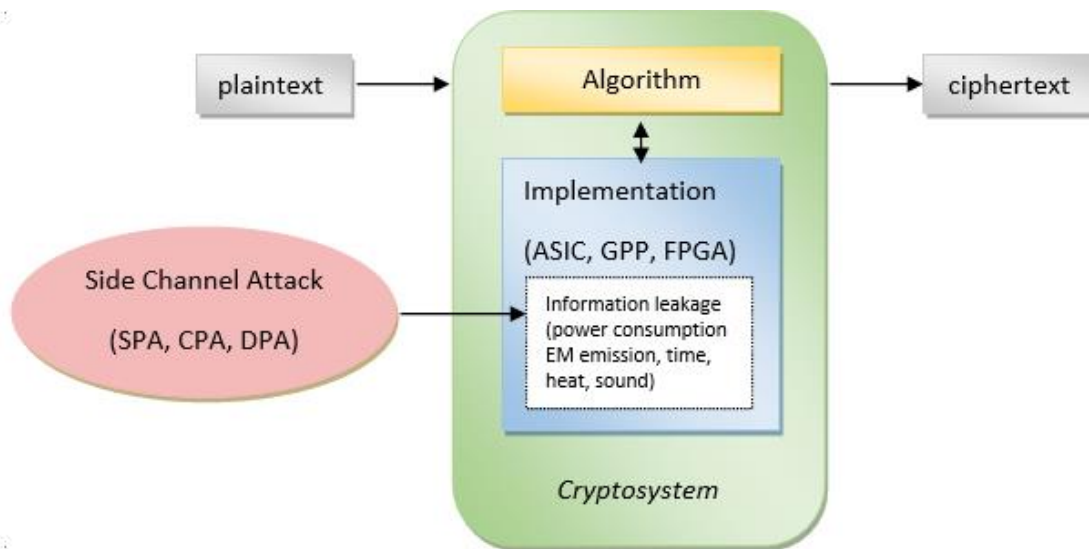 plaintext
Algorithm
ciphertext
Implementation
(ASIC, GPP, FPGA)
Side Channel Attack
(SPA, CPA, DPA)
Information leakage
(power consumption
EM emission, time,
heat, sound)
Cryptosystem